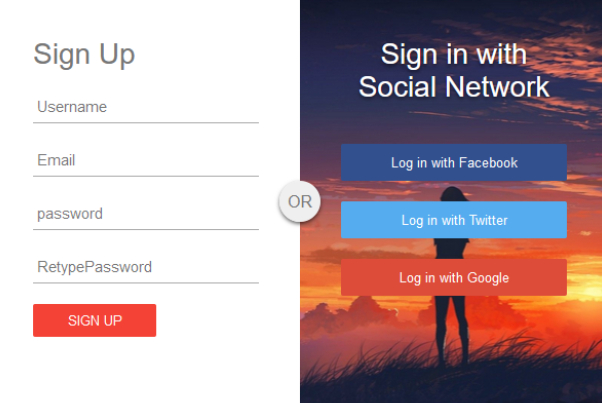 Sign Up
Username
Email
password
RetypePassword
SIGN UP
OR
Sign in with
Social Network
Log in with Facebook
Log in with Twitter
Log in with Google